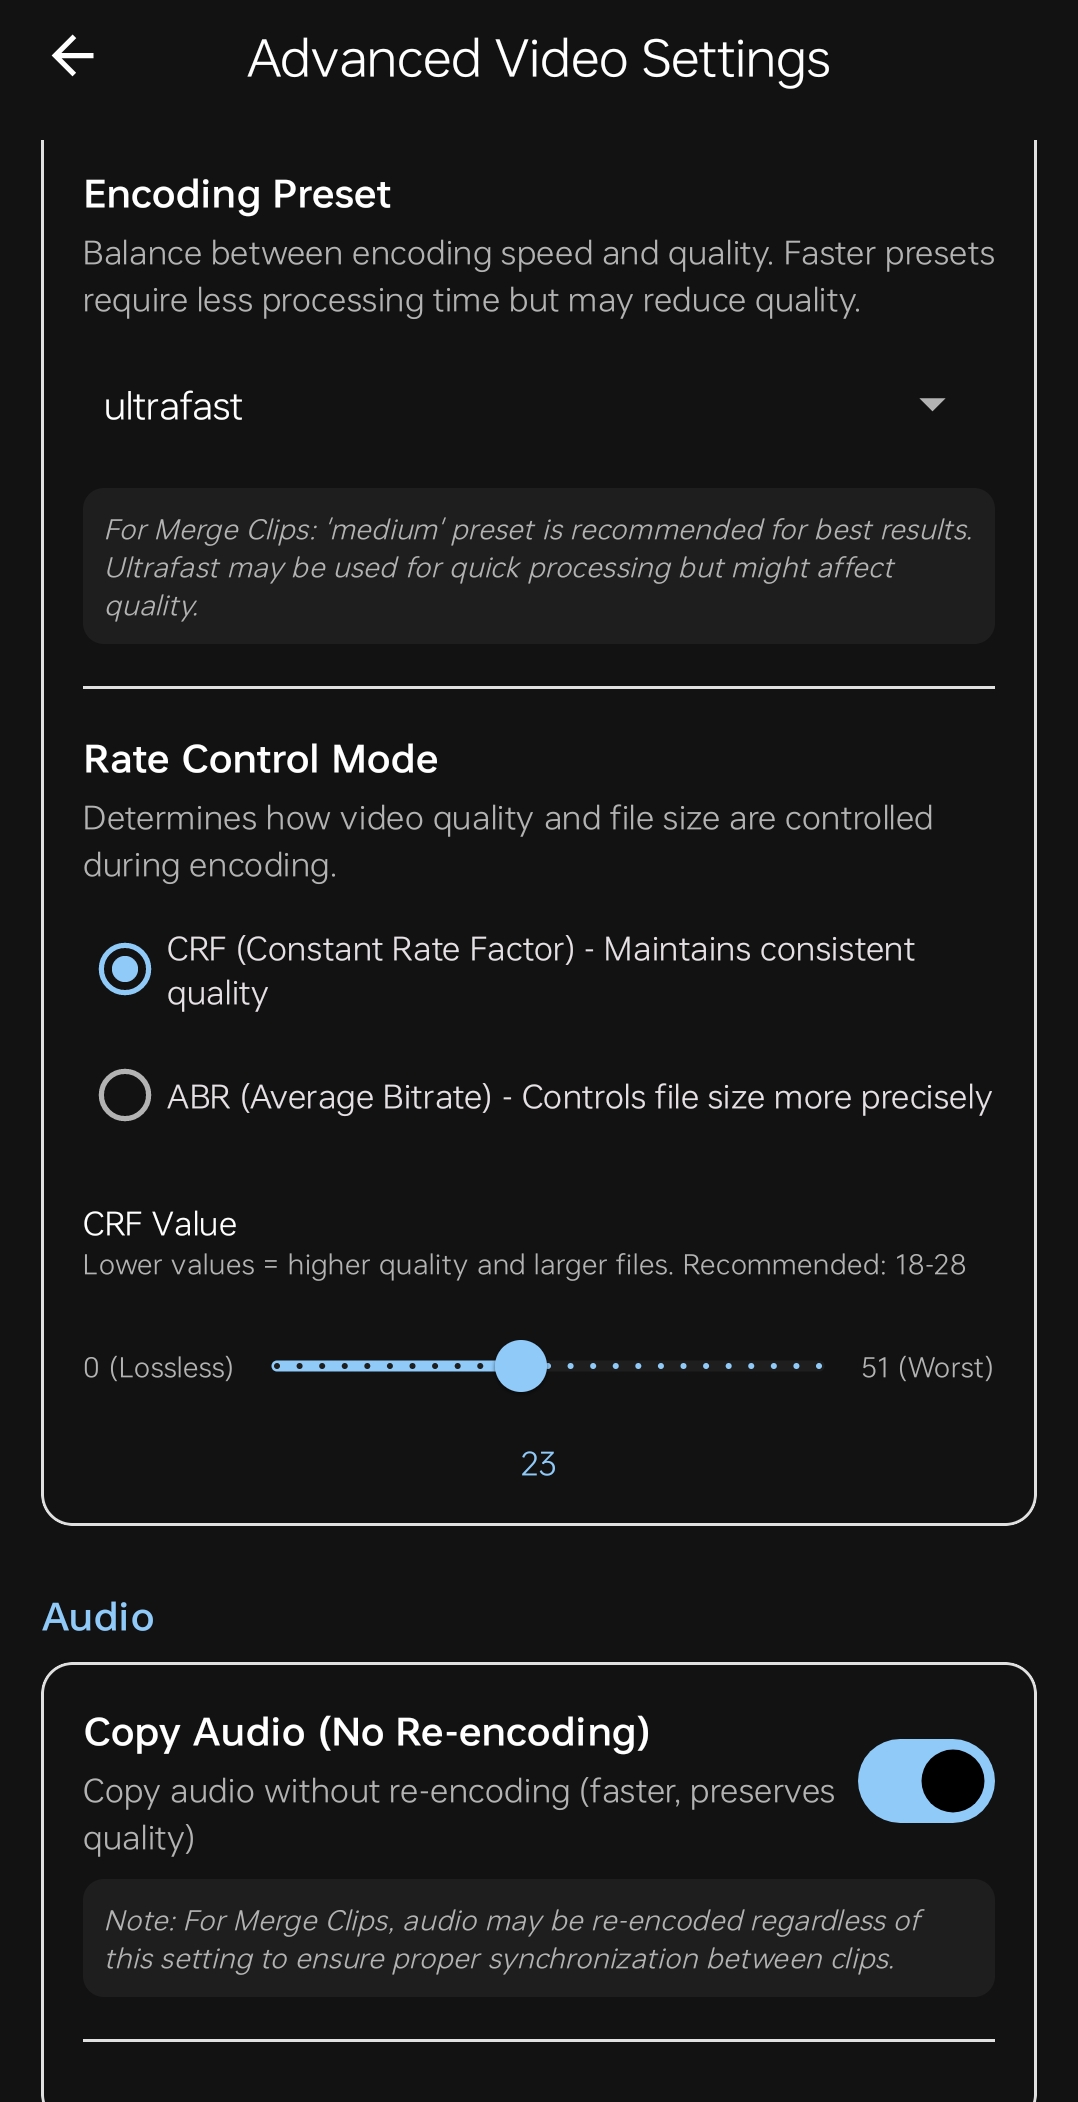 Advanced Video Settings
Encoding Preset
Balance between encoding speed and quality. Faster presets
require less processing time but may reduce quality.
ultrafast
For Merge Clips: 'medium' preset is recommended for best results.
Ultrafast may be used for quick processing but might affect
quality.
Rate Control Mode
Determines how video quality and file size are controlled
during encoding.
CRF (Constant Rate Factor) - Maintains consistent
quality
ABR (Average Bitrate) - Controls file size more precisely
CRF Value
Lower values = higher quality and larger files. Recommended: 18-28
0 (Lossless)
51 (Worst)
23
Audio
Copy Audio (No Re-encoding)
Copy audio without re-encoding (faster, preserves
quality)
Note: For Merge Clips, audio may be re-encoded regardless of
this setting to ensure proper synchronization between clips.